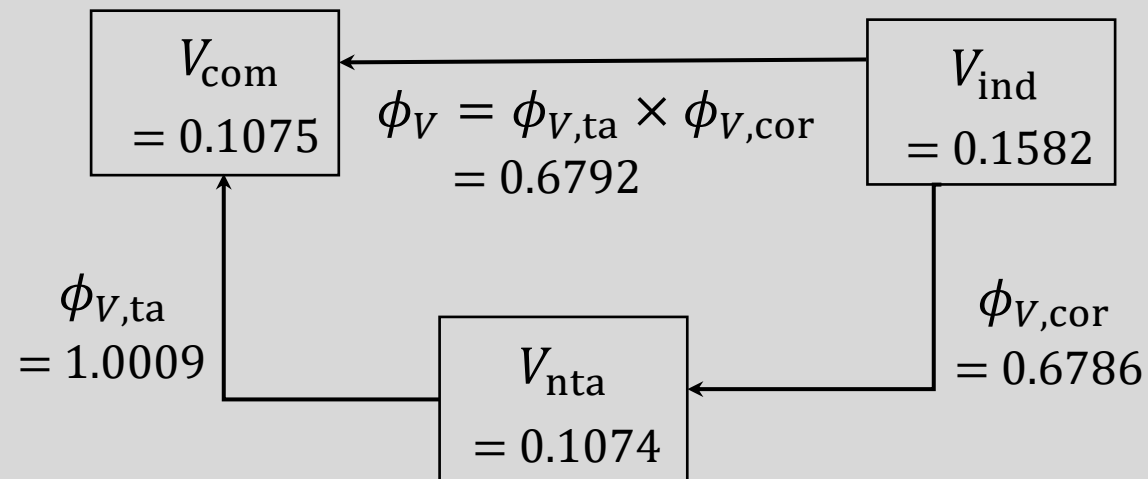 V_com
= 0.1075
ϕ_V = ϕ_V,ta × ϕ_V,cor
= 0.6792
V_ind
= 0.1582
ϕ_V,ta
= 1.0009
V_nta
= 0.1074
ϕ_V,cor
= 0.6786